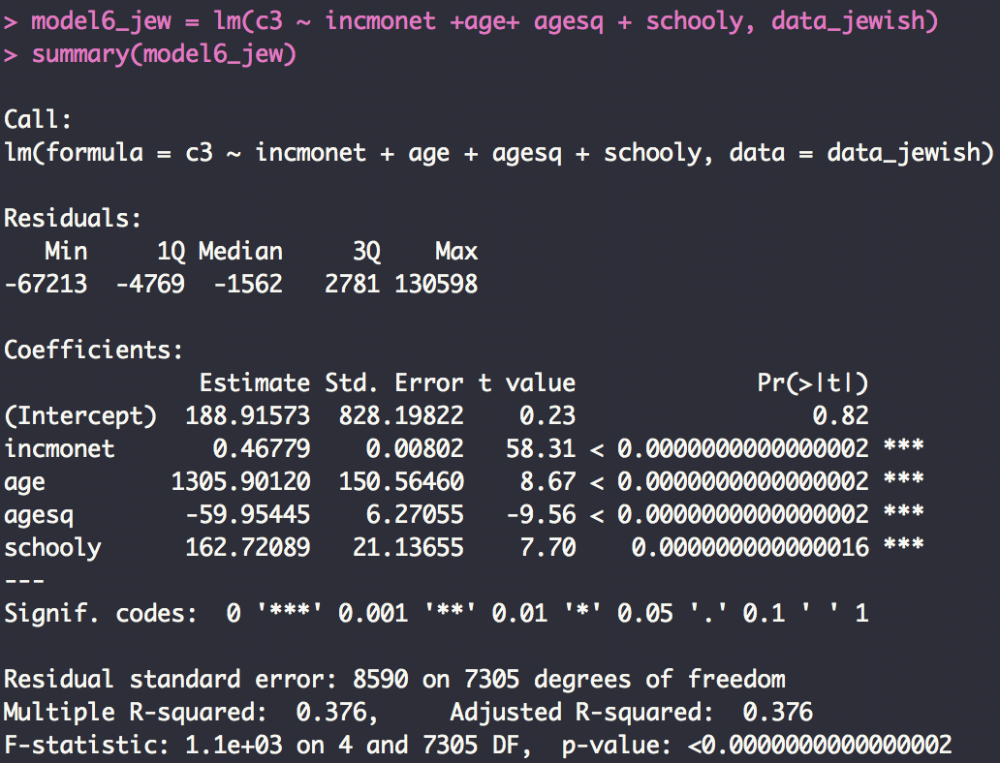 > model6_jew = lm(c3 ~ incmonet +age+ agesq + schooly, data_jewish)
> summary(model6_jew)
Call:
lm(formula = c3 ~ incmonet + age + agesq + schooly, data = data_jewish)
Residuals:
   Min     1Q Median     3Q    Max
-67213  -4769  -1562   2781 130598
Coefficients:
              Estimate Std. Error t value             Pr(>|t|)
(Intercept)  188.91573  828.19822    0.23                 0.82
incmonet       0.46779    0.00802   58.31 < 0.0000000000000002 ***
age         1305.90120  150.56460    8.67 < 0.0000000000000002 ***
agesq        -59.95445    6.27055   -9.56 < 0.0000000000000002 ***
schooly      162.72089   21.13655    7.70    0.000000000000016 ***
---
Signif. codes:  0 '***' 0.001 '**' 0.01 '*' 0.05 '.' 0.1 ' ' 1
Residual standard error: 8590 on 7305 degrees of freedom
Multiple R-squared:  0.376,     Adjusted R-squared:  0.376
F-statistic: 1.1e+03 on 4 and 7305 DF,  p-value: <0.0000000000000002